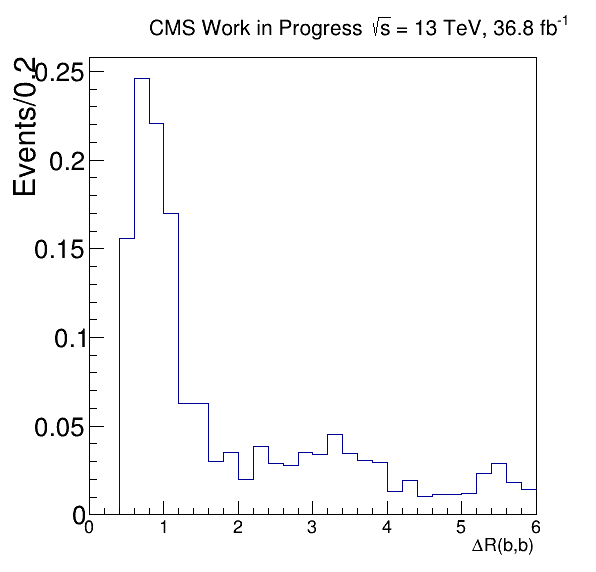 CMS Work in Progress √s = 13 TeV, 36.8 fb⁻¹
Events/0.2
0.25
0.2
0.15
0.1
0.05
0
0 1 2 3 4 5 6
ΔR(b,b)